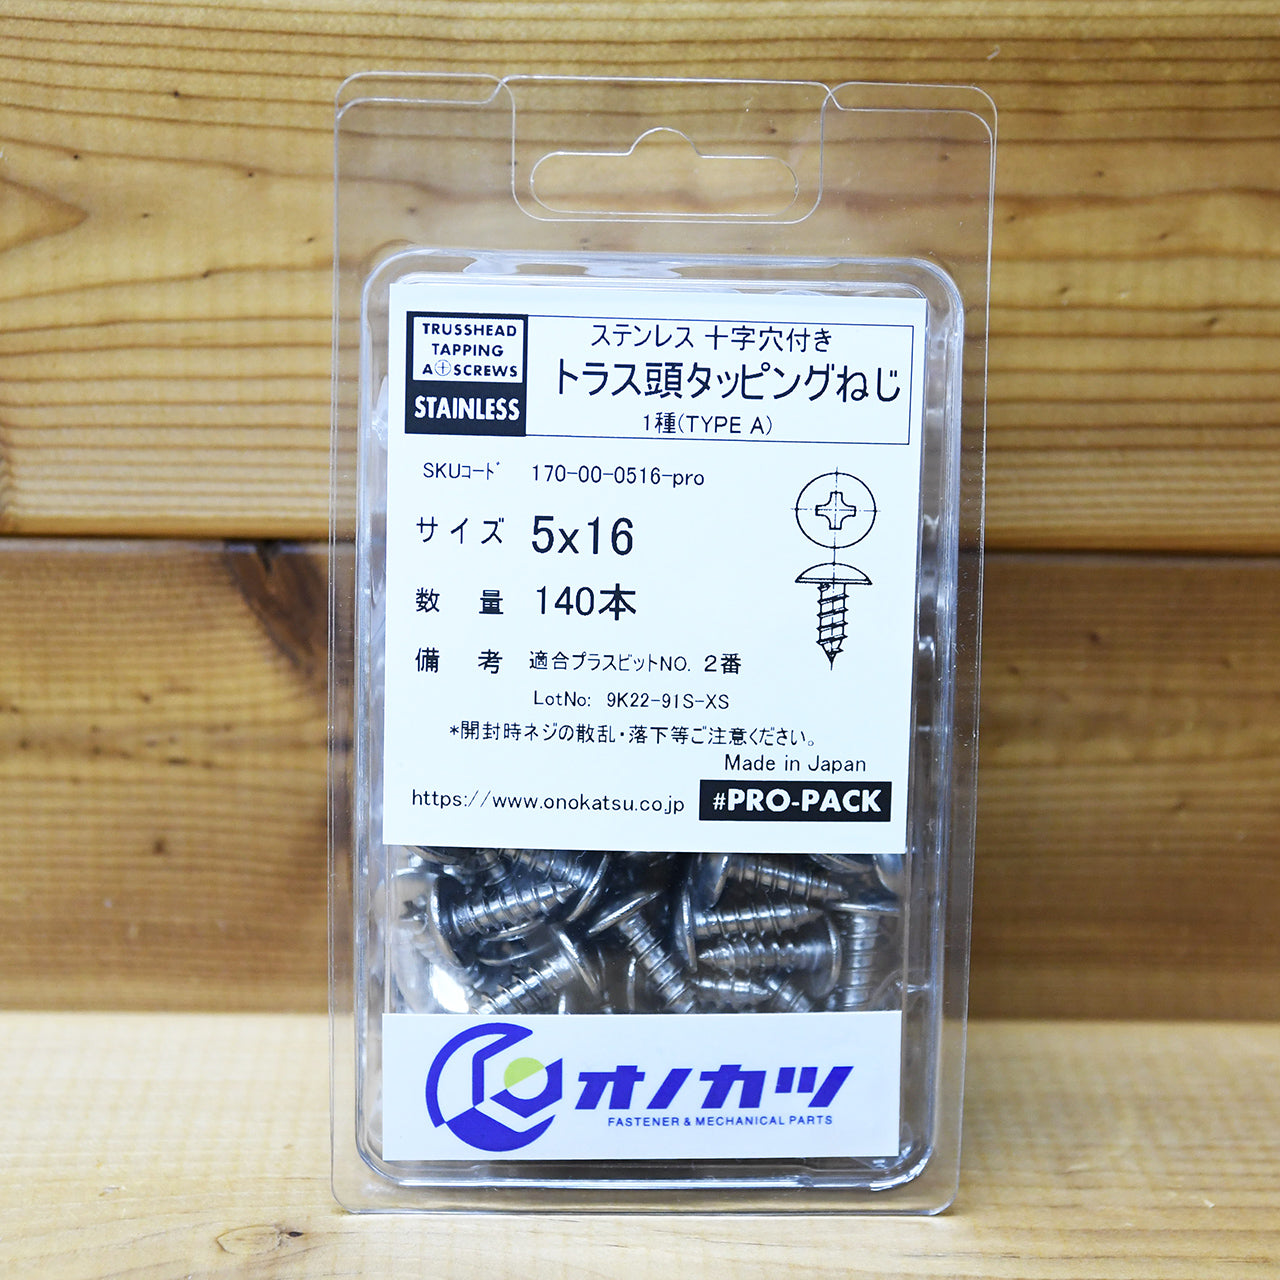 TRUSSHEAD
TAPPING
A⊕SCREWS
STAINLESS
ステンレス 十字穴付き
トラス頭タッピングねじ
1種(TYPE A)
SKUコード 170-00-0516-pro
サイズ 5x16
数 量 140本
備 考 適合プラスビットNO. 2番
LotNo: 9K22-91S-XS
*開封時ネジの散乱・落下等ご注意ください。
Made in Japan
https://www.onokatsu.co.jp #PRO-PACK
オノカツ
FASTENER & MECHANICAL PARTS